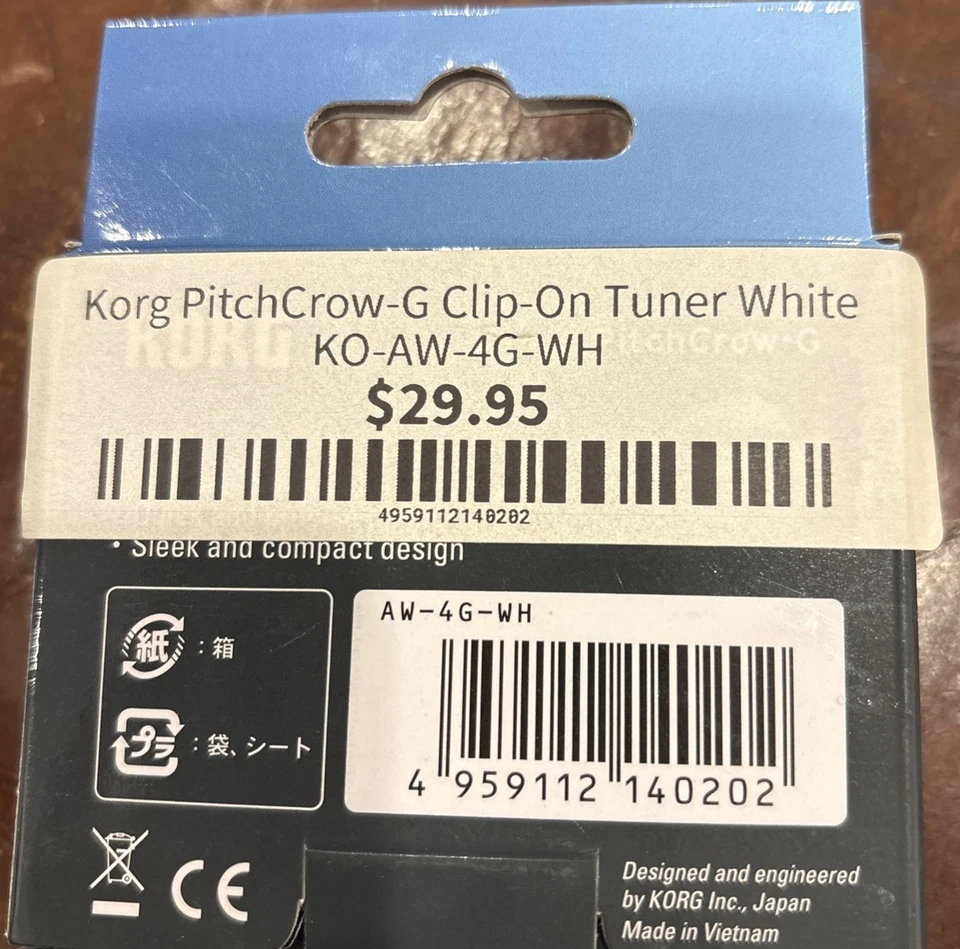 Korg PitchCrow-G Clip-On Tuner White
KORG
KO-AW-4G-WH
PitchCrow-G
$29.95
4959112140202
• Sleek and compact design
AW-4G-WH
4 959112 140202
紙 : 箱
プラ : 袋、シート
CE
Designed and engineered
by KORG Inc., Japan
Made in Vietnam